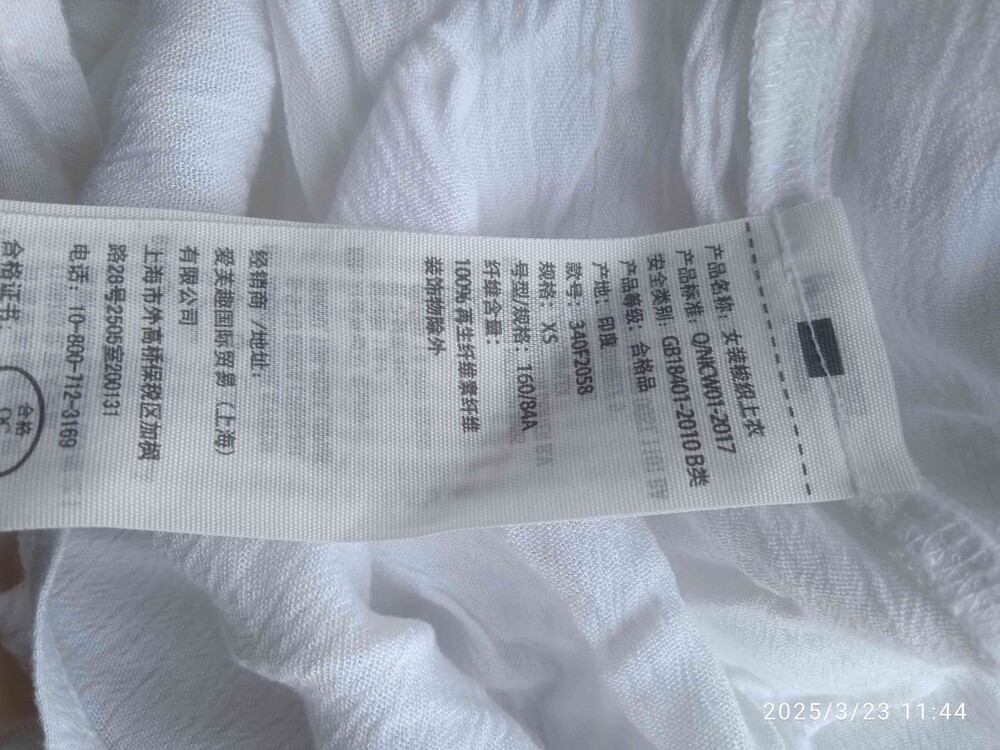 产品名称：女装梭织上衣
产品标准：Q/NKW01-2017
安全类别：GB18401-2010 B类
产品等级：合格品
产地：印度
款号：340F2058
规格：XS
号型/规格：160/84A
纤维含量：
100%再生纤维素纤维
装饰物除外
经销商 /地址：
爱芙趣国际贸易（上海）
有限公司
上海市外高桥保税区加枫
路28号2505室200131
电话：10-800-712-3169
合格证书：
合格
QC
2025/3/23 11:44